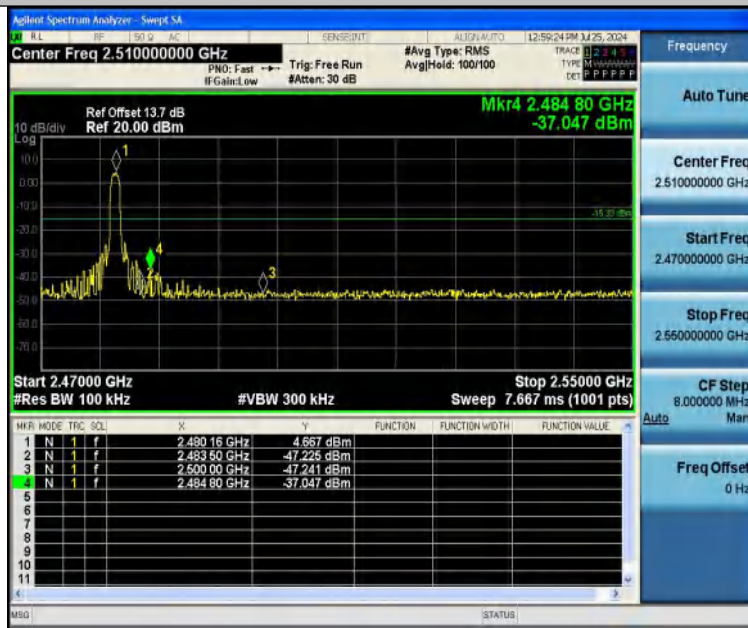 Agilent Spectrum Analyzer - Swept SA
RL RF 50 Ω AC SENSE:INT ALIGN AUTO 12:59:24 PM Jul 25, 2024
Center Freq 2.510000000 GHz
PNO: Fast
IFGain:Low
Trig: Free Run
#Atten: 30 dB
#Avg Type: RMS
Avg|Hold: 100/100
TRACE 1 2 3 4 5
TYPE M
DET P P P P P P
Mkr4 2.484 80 GHz
-37.047 dBm
Ref Offset 13.7 dB
10 dB/div Ref 20.00 dBm
Log
10.0
0.00
-10.0
-20.0
-30.0
-40.0
-50.0
-60.0
-70.0
1
2
3
4
-15.33 dBm
Start 2.47000 GHz Stop 2.55000 GHz
#Res BW 100 kHz #VBW 300 kHz Sweep 7.667 ms (1001 pts)
MKR MODE TRC SCL X Y FUNCTION FUNCTION WIDTH FUNCTION VALUE
1 N 1 f 2.480 16 GHz 4.667 dBm
2 N 1 f 2.483 50 GHz -47.225 dBm
3 N 1 f 2.500 00 GHz -47.241 dBm
4 N 1 f 2.484 80 GHz -37.047 dBm
5
6
7
8
9
10
11
MSG STATUS
Frequency
Auto Tune
Center Freq
2.510000000 GHz
Start Freq
2.470000000 GHz
Stop Freq
2.550000000 GHz
CF Step
8.000000 MHz
Auto Man
Freq Offset
0 Hz